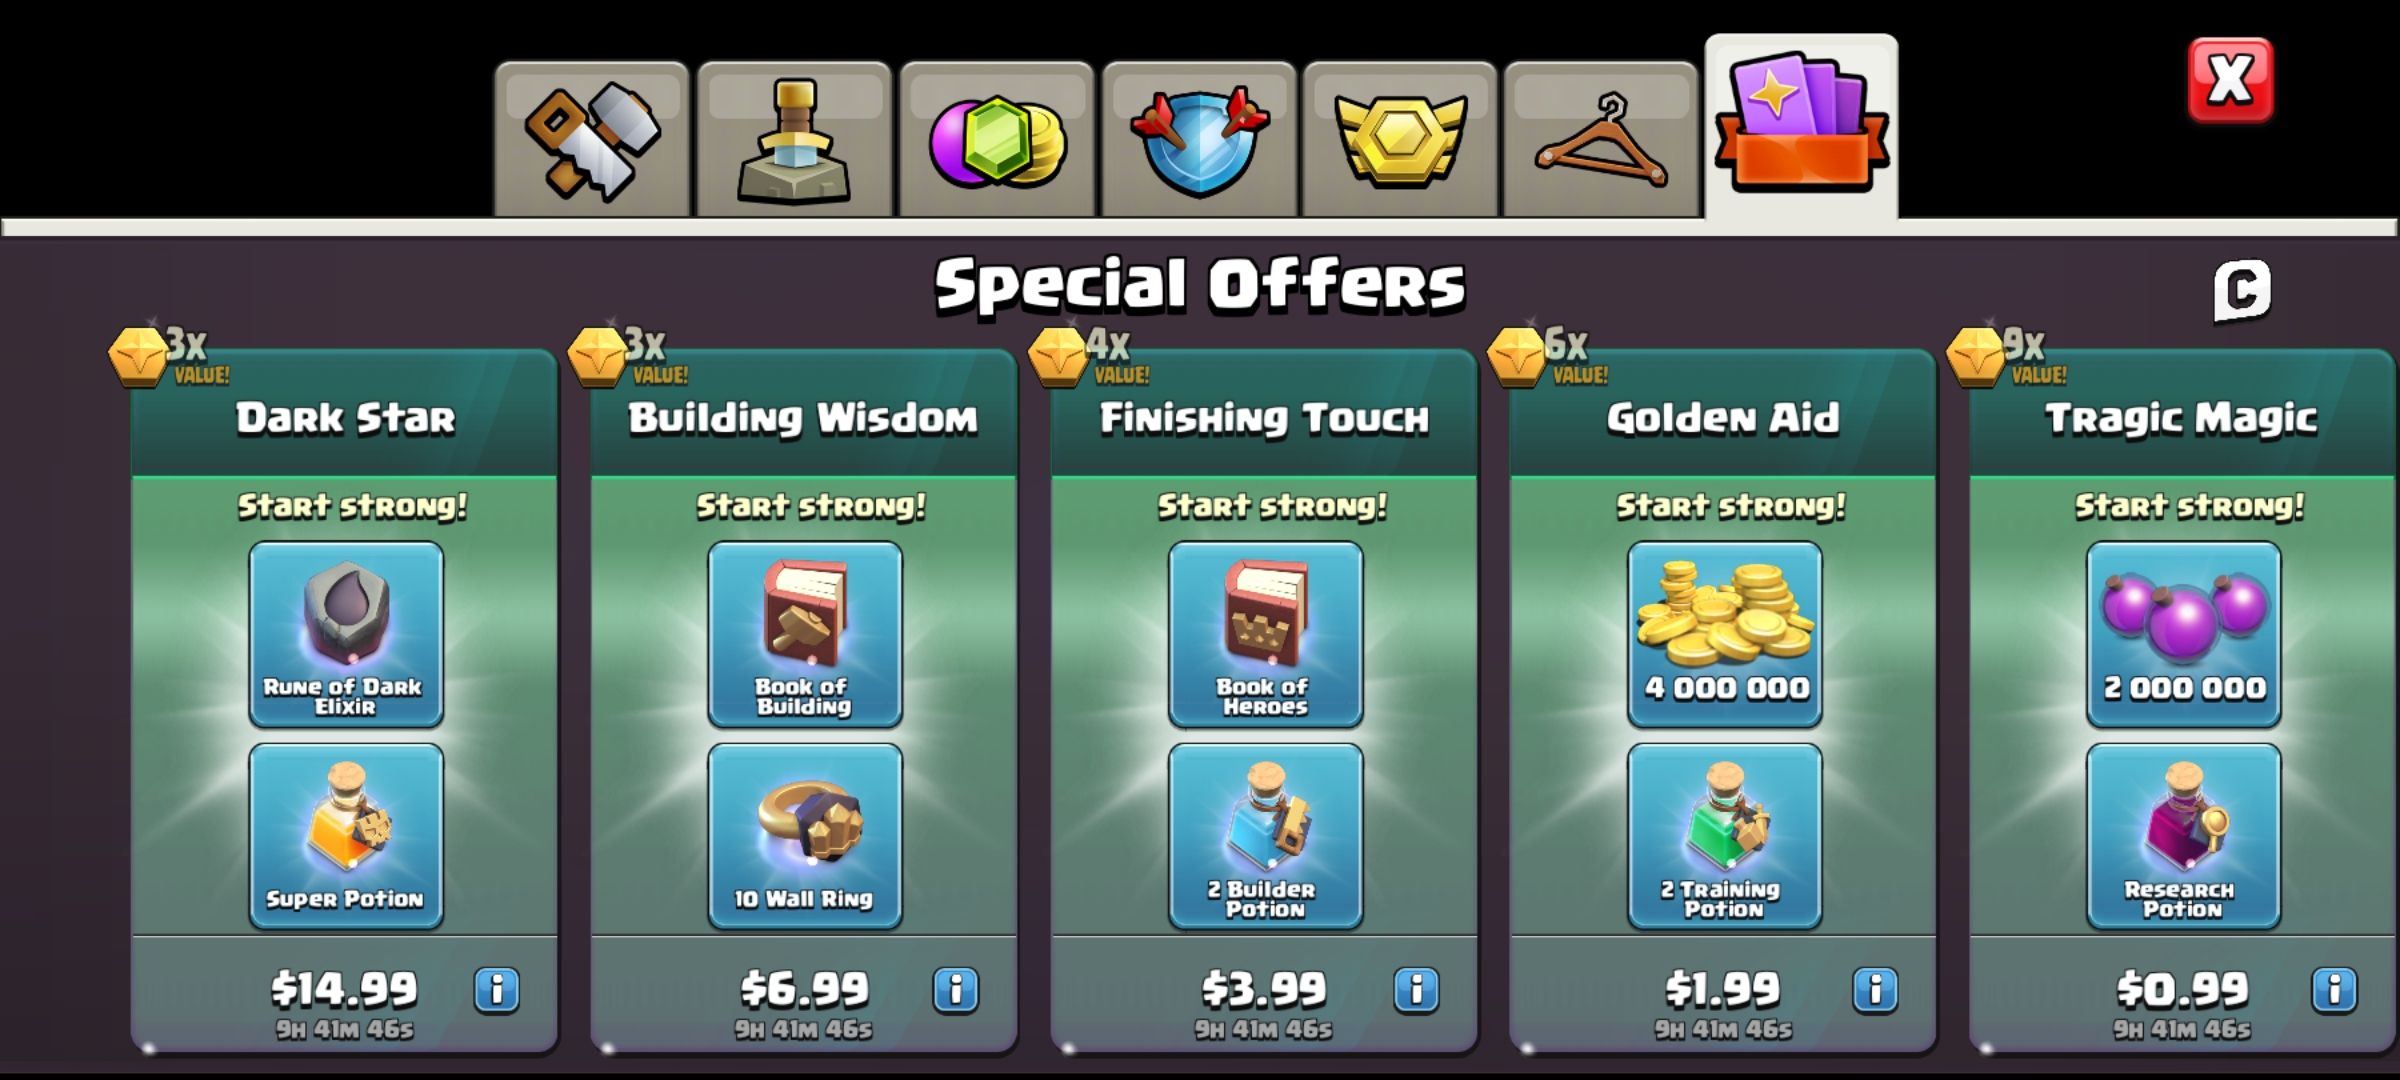 X
Special Offers
C
3x
VALUE!
Dark Star
Start strong!
Rune of Dark
Elixir
Super Potion
$14.99
i
9H 41M 46s
3x
VALUE!
Building Wisdom
Start strong!
Book of
Building
10 Wall Ring
$6.99
i
9H 41M 46s
4x
VALUE!
Finishing Touch
Start strong!
Book of
Heroes
2 Builder
Potion
$3.99
i
9H 41M 46s
6x
VALUE!
Golden Aid
Start strong!
4 000 000
2 Training
Potion
$1.99
i
9H 41M 46s
9x
VALUE!
Tragic Magic
Start strong!
2 000 000
Research
Potion
$0.99
i
9H 41M 46s